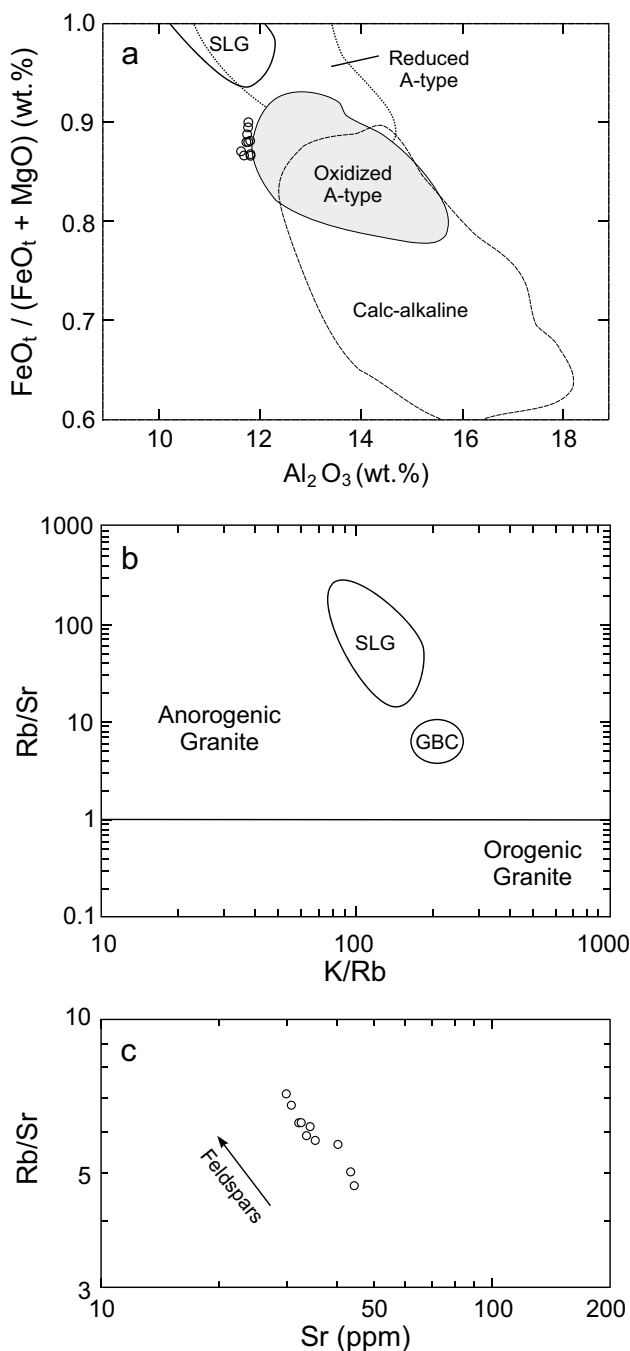 a
SLG
Reduced
A-type
Oxidized
A-type
Calc-alkaline
1.0
0.9
0.8
0.7
0.6
FeOt / (FeOt + MgO) (wt.%)
10 12 14 16 18
Al2O3 (wt.%)
b
SLG
GBC
Anorogenic
Granite
Orogenic
Granite
1000
100
10
1
0.1
Rb/Sr
10 100 1000
K/Rb
c
Feldspars
10
5
3
Rb/Sr
10 50 100 200
Sr (ppm)